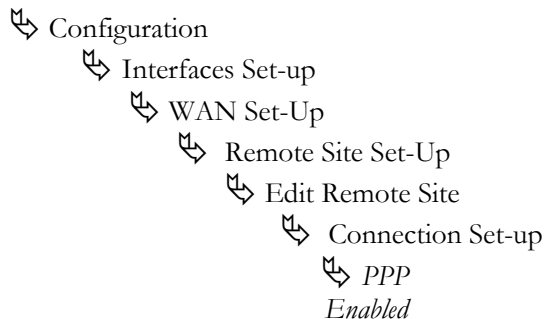 Configuration
Interfaces Set-up
WAN Set-Up
Remote Site Set-Up
Edit Remote Site
Connection Set-up
PPP
Enabled